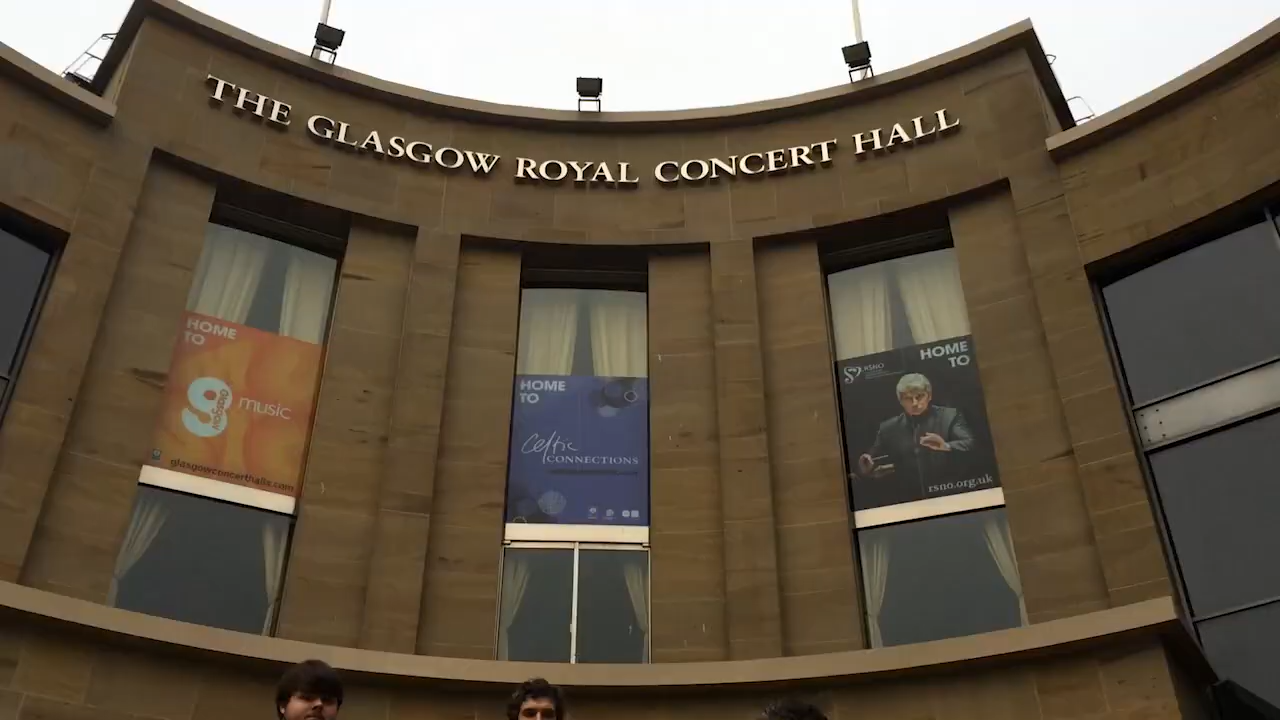 THE GLASGOW ROYAL CONCERT HALL
HOME
TO
GLASGOW
music
glasgowconcerthalls.com
HOME
TO
Celtic
CONNECTIONS
RSNO
HOME
TO
rsno.org.uk